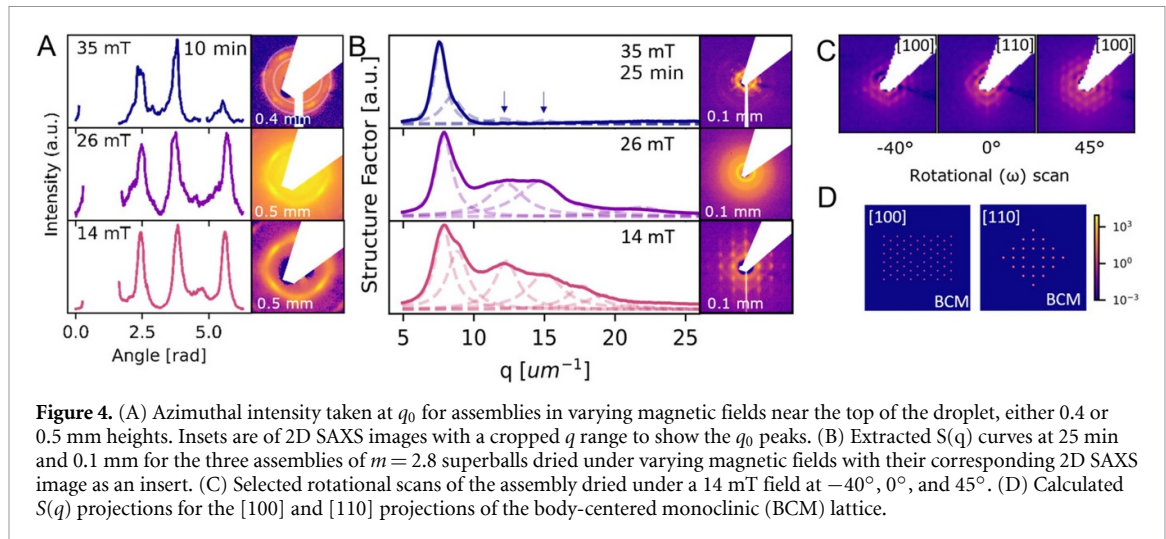 A
35 mT
10 min
0.4 mm
26 mT
0.5 mm
14 mT
0.5 mm
Intensity (a.u.)
0.0 2.5 5.0
Angle [rad]
B
35 mT
25 min
0.1 mm
26 mT
0.1 mm
14 mT
0.1 mm
Structure Factor [a.u.]
5 10 15 20 25
q [um⁻¹]
C
[100] [110] [100]
-40° 0° 45°
Rotational (ω) scan
D
[100] [110]
BCM BCM
10³
10⁰
10⁻³
Figure 4. (A) Azimuthal intensity taken at q₀ for assemblies in varying magnetic fields near the top of the droplet, either 0.4 or
0.5 mm heights. Insets are of 2D SAXS images with a cropped q range to show the q₀ peaks. (B) Extracted S(q) curves at 25 min
and 0.1 mm for the three assemblies of m = 2.8 superballs dried under varying magnetic fields with their corresponding 2D SAXS
image as an insert. (C) Selected rotational scans of the assembly dried under a 14 mT field at −40°, 0°, and 45°. (D) Calculated
S(q) projections for the [100] and [110] projections of the body-centered monoclinic (BCM) lattice.